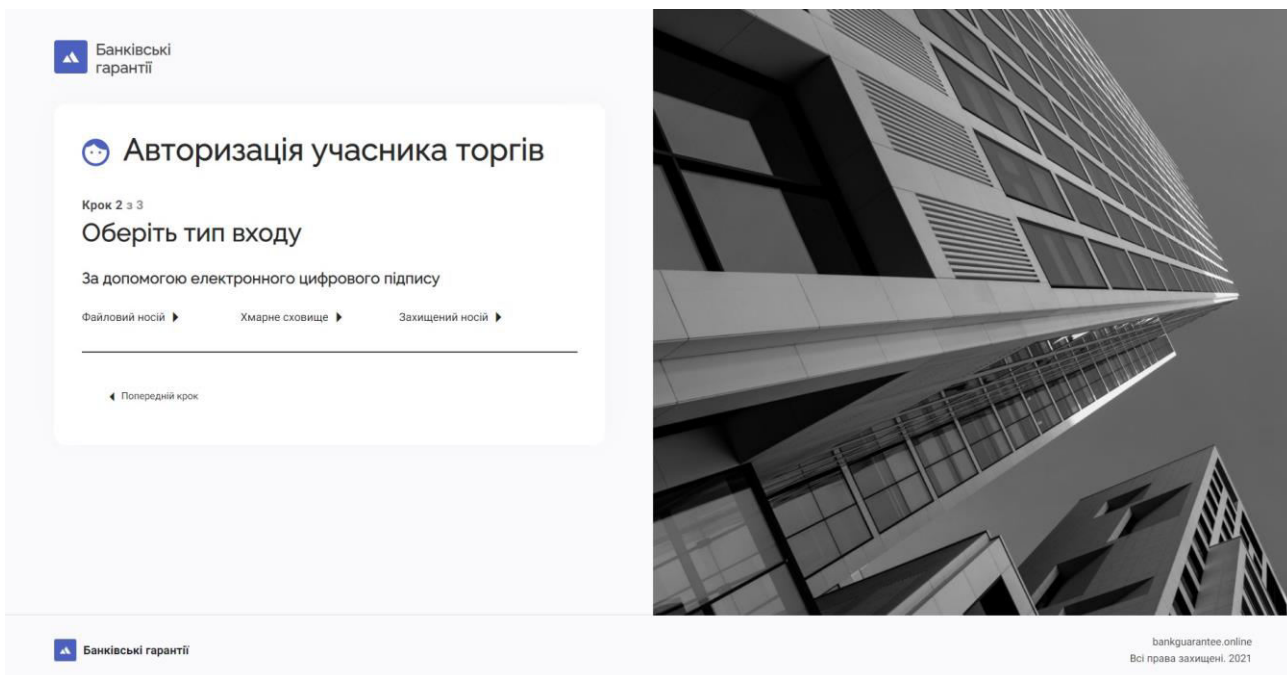 Банківські
гарантії
Авторизація учасника торгів
Крок 2 з 3
Оберіть тип входу
За допомогою електронного цифрового підпису
Файловий носій
Хмарне сховище
Захищений носій
Попередній крок
Банківські гарантії
bankguarantee.online
Всі права захищені. 2021